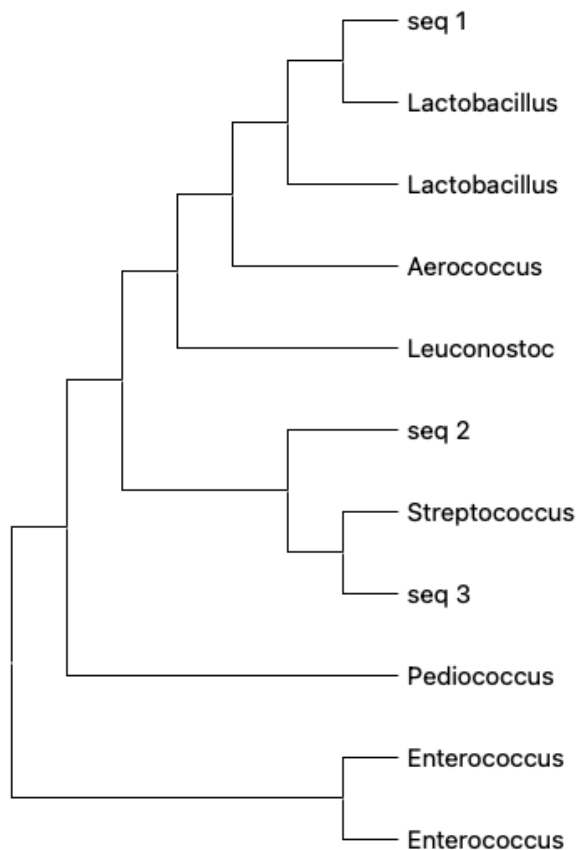 seq 1
Lactobacillus
Lactobacillus
Aerococcus
Leuconostoc
seq 2
Streptococcus
seq 3
Pediococcus
Enterococcus
Enterococcus